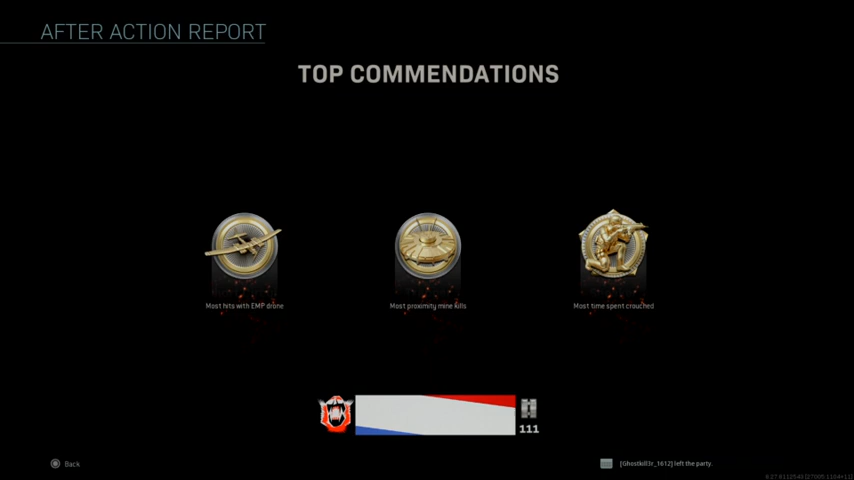 AFTER ACTION REPORT
TOP COMMENDATIONS
Most hits with EMP drone
Most proximity mine kills
Most time spent crouched
111
Back
[Ghostkill3r_1612] left the party.